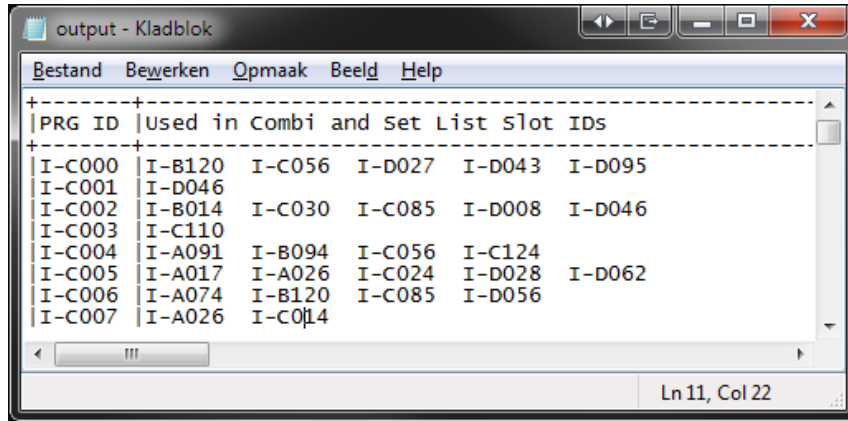 output - Kladblok
Bestand Bewerken Opmaak Beeld Help
+-------+--------------------------------------------------
|PRG ID |Used in Combi and Set List Slot IDs
+-------+--------------------------------------------------
|I-C000 |I-B120 I-C056 I-D027 I-D043 I-D095
|I-C001 |I-D046
|I-C002 |I-B014 I-C030 I-C085 I-D008 I-D046
|I-C003 |I-C110
|I-C004 |I-A091 I-B094 I-C056 I-C124
|I-C005 |I-A017 I-A026 I-C024 I-D028 I-D062
|I-C006 |I-A074 I-B120 I-C085 I-D056
|I-C007 |I-A026 I-C014
Ln 11, Col 22